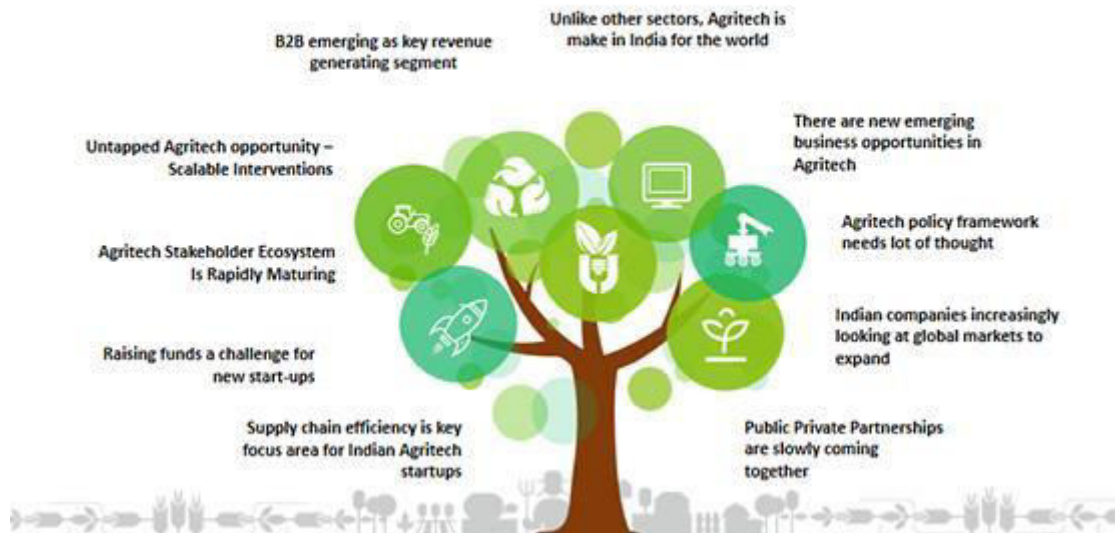 Unlike other sectors, Agritech is
make in India for the world
B2B emerging as key revenue
generating segment
There are new emerging
business opportunities in
Agritech
Untapped Agritech opportunity –
Scalable Interventions
Agritech policy framework
needs lot of thought
Agritech Stakeholder Ecosystem
Is Rapidly Maturing
Indian companies increasingly
looking at global markets to
expand
Raising funds a challenge for
new start-ups
Supply chain efficiency is key
focus area for Indian Agritech
startups
Public Private Partnerships
are slowly coming
together